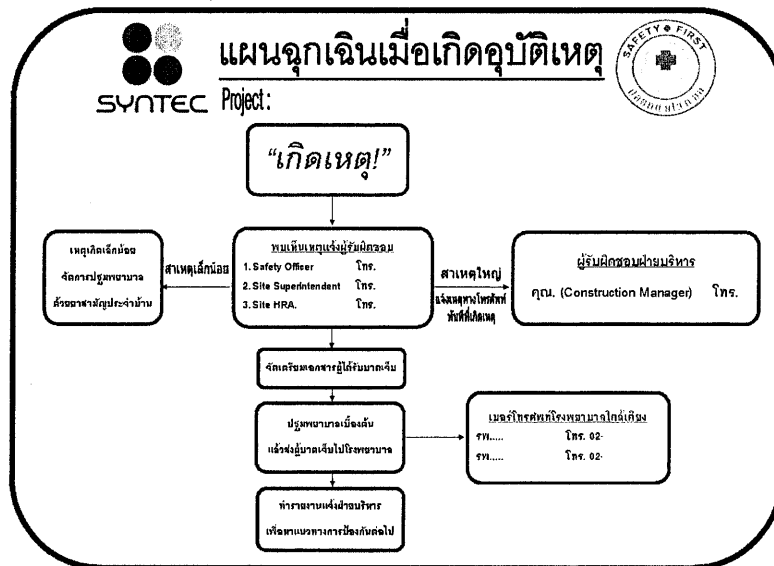 แผนฉุกเฉินเมื่อเกิดอุบัติเหตุ
SYNTEC
Project:
SAFETY FIRST
ปลอดภัยไว้ก่อน
“เกิดเหตุ!”
พบเห็นเหตุแจ้งผู้รับผิดชอบ
1. Safety Officer โทร.
2. Site Superintendent โทร.
3. Site HRA. โทร.
สาเหตุเล็กน้อย
เหตุเกิดเล็กน้อย
จัดการปฐมพยาบาล
ด้วยยาสามัญประจำบ้าน
สาเหตุใหญ่
แจ้งเหตุทางโทรศัพท์
ทันทีที่เกิดเหตุ
ผู้รับผิดชอบฝ่ายบริหาร
คุณ. (Construction Manager) โทร.
จัดเตรียมเอกสารผู้ได้รับบาดเจ็บ
ปฐมพยาบาลเบื้องต้น
แล้วส่งผู้บาดเจ็บไปโรงพยาบาล
เบอร์โทรศัพท์โรงพยาบาลใกล้เคียง
รพ..... โทร. 02-
รพ..... โทร. 02-
ทำรายงานแจ้งฝ่ายบริหาร
เพื่อหาแนวทางการป้องกันต่อไป